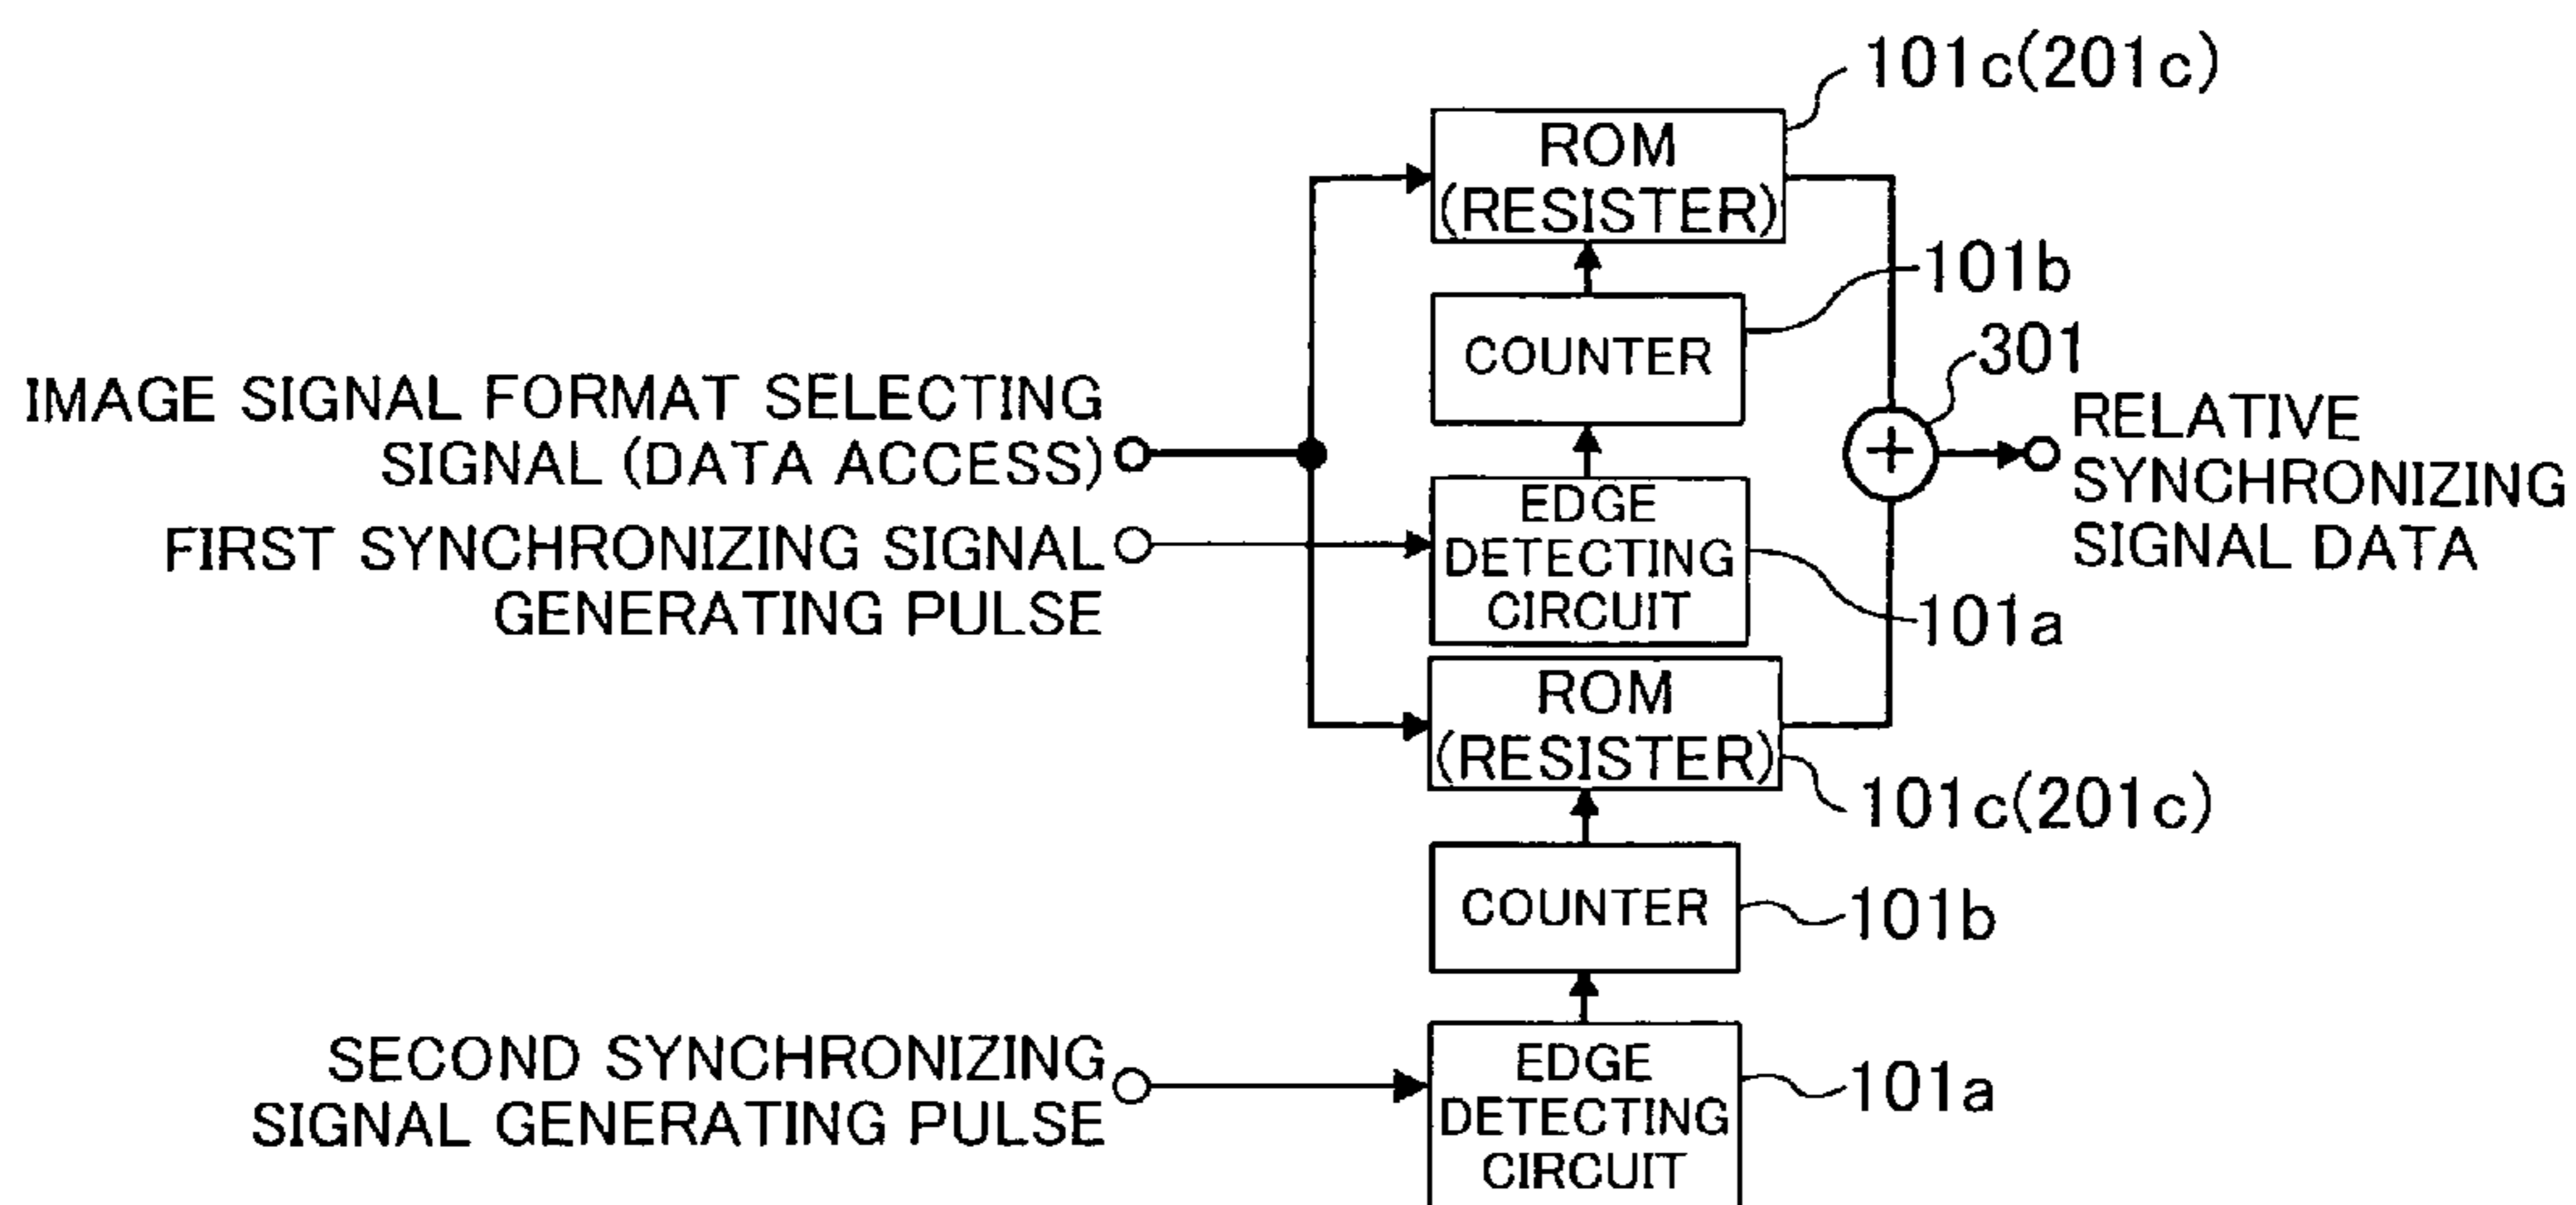 101c(201c)
ROM
(RESISTER)
101b
COUNTER
301
IMAGE SIGNAL FORMAT SELECTING
SIGNAL (DATA ACCESS)
+
RELATIVE
SYNCHRONIZING
SIGNAL DATA
FIRST SYNCHRONIZING SIGNAL
GENERATING PULSE
EDGE
DETECTING
CIRCUIT
101a
ROM
(RESISTER)
101c(201c)
COUNTER
101b
SECOND SYNCHRONIZING
SIGNAL GENERATING PULSE
EDGE
DETECTING
CIRCUIT
101a